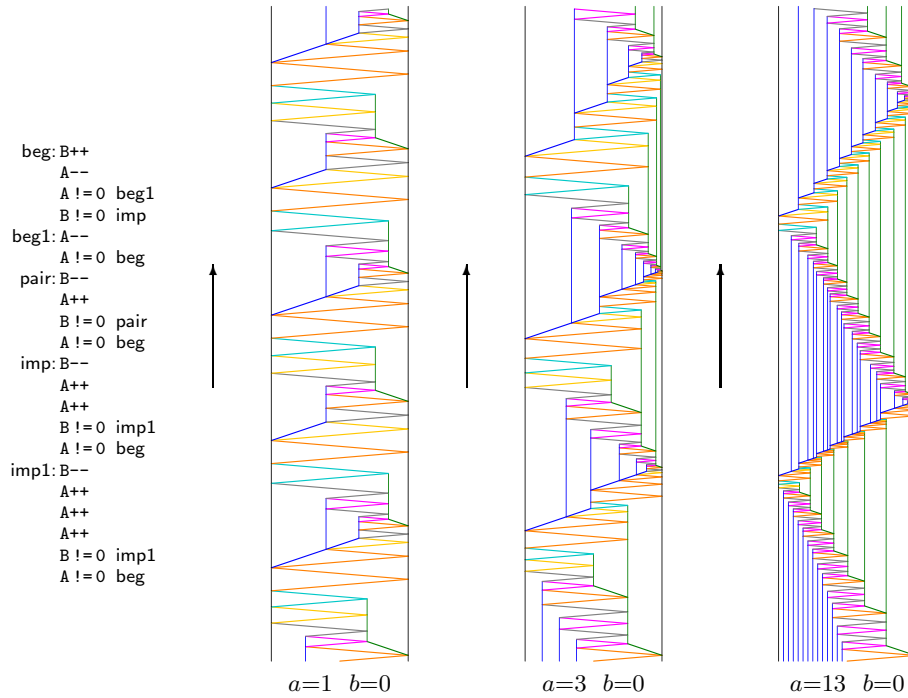 beg: B++
A--
A != 0 beg1
B != 0 imp
beg1: A--
A != 0 beg
pair: B--
A++
B != 0 pair
A != 0 beg
imp: B--
A++
A++
B != 0 imp1
A != 0 beg
imp1: B--
A++
A++
A++
B != 0 imp1
A != 0 beg
a=1 b=0
a=3 b=0
a=13 b=0